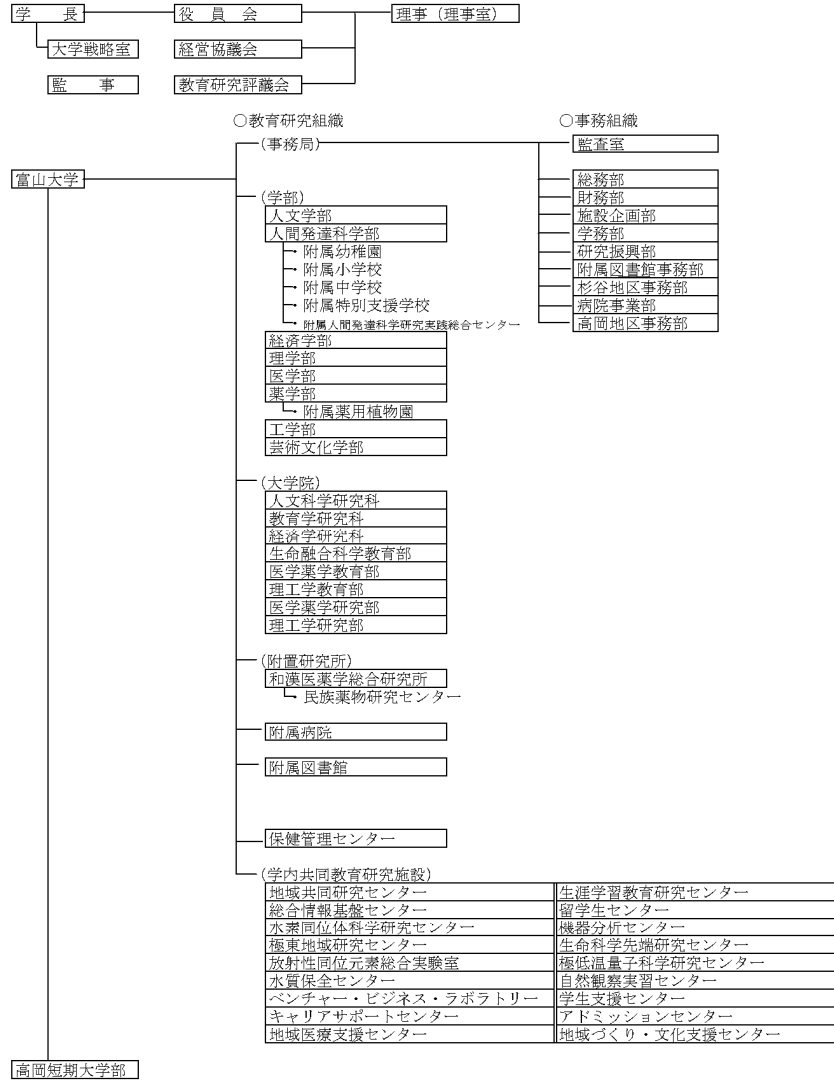 学　　長　役　員　会　理事（理事室）
大学戦略室　経営協議会
監　　事　教育研究評議会
○教育研究組織　○事務組織
（事務局）　監査室
富山大学　総務部
（学部）　財務部
人文学部　施設企画部
人間発達科学部　学務部
・附属幼稚園　研究振興部
・附属小学校　附属図書館事務部
・附属中学校　杉谷地区事務部
・附属特別支援学校　病院事業部
・附属人間発達科学研究実践総合センター　高岡地区事務部
経済学部
理学部
医学部
薬学部
・附属薬用植物園
工学部
芸術文化学部
（大学院）
人文科学研究科
教育学研究科
経済学研究科
生命融合科学教育部
医学薬学教育部
理工学教育部
医学薬学研究部
理工学研究部
（附置研究所）
和漢医薬学総合研究所
・民族薬物研究センター
附属病院
附属図書館
保健管理センター
（学内共同教育研究施設）
地域共同研究センター　生涯学習教育研究センター
総合情報基盤センター　留学生センター
水素同位体科学研究センター　機器分析センター
極東地域研究センター　生命科学先端研究センター
放射性同位元素総合実験室　極低温量子科学研究センター
水質保全センター　自然観察実習センター
ベンチャー・ビジネス・ラボラトリー　学生支援センター
キャリアサポートセンター　アドミッションセンター
地域医療支援センター　地域づくり・文化支援センター
高岡短期大学部